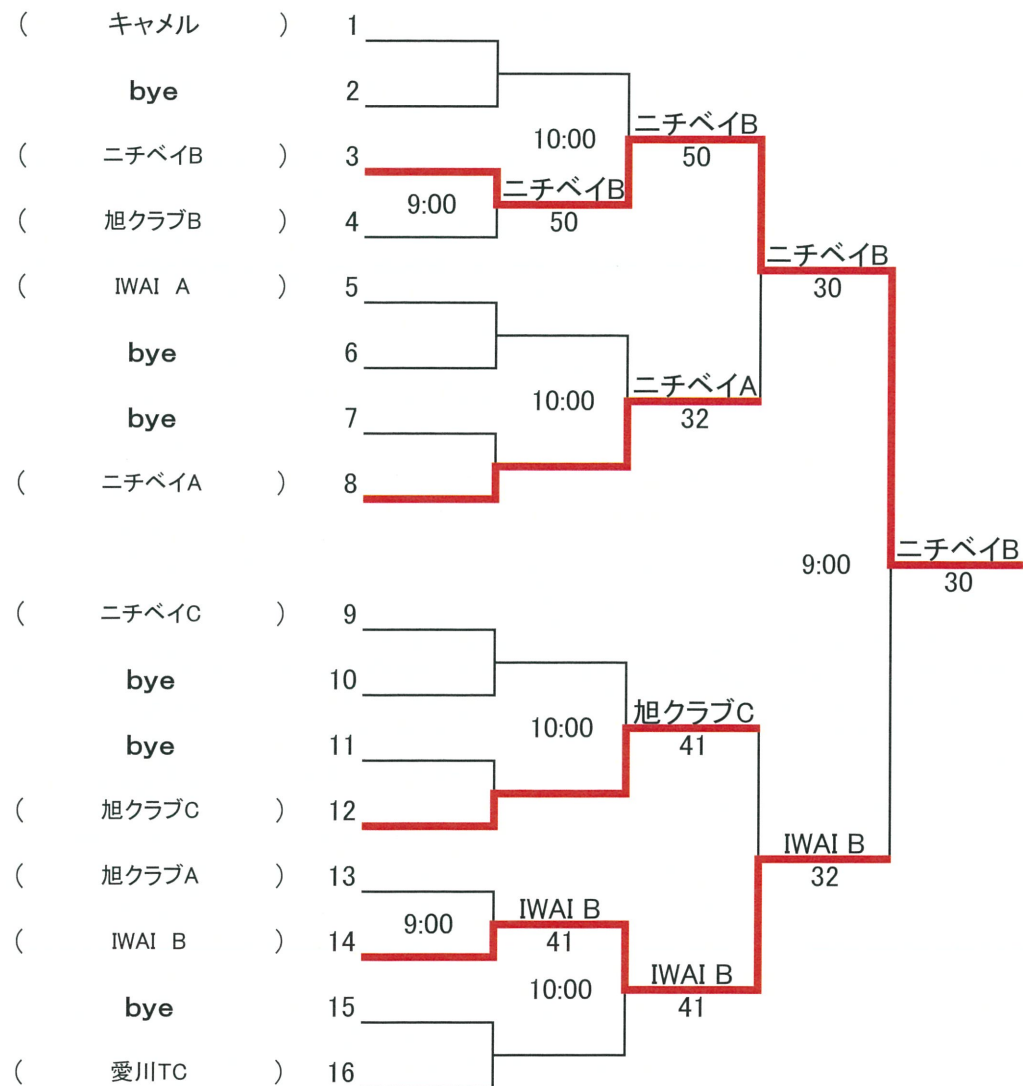 ( キャメル ) 1
bye 2
10:00
ニチベイB
50
( ニチベイB ) 3
9:00
ニチベイB
50
( 旭クラブB ) 4
ニチベイB
30
( IWAI A ) 5
bye 6
10:00
ニチベイA
32
bye 7
( ニチベイA ) 8
9:00
ニチベイB
30
( ニチベイC ) 9
bye 10
10:00
旭クラブC
41
bye 11
( 旭クラブC ) 12
IWAI B
32
( 旭クラブA ) 13
9:00
IWAI B
41
( IWAI B ) 14
10:00
IWAI B
41
bye 15
( 愛川TC ) 16